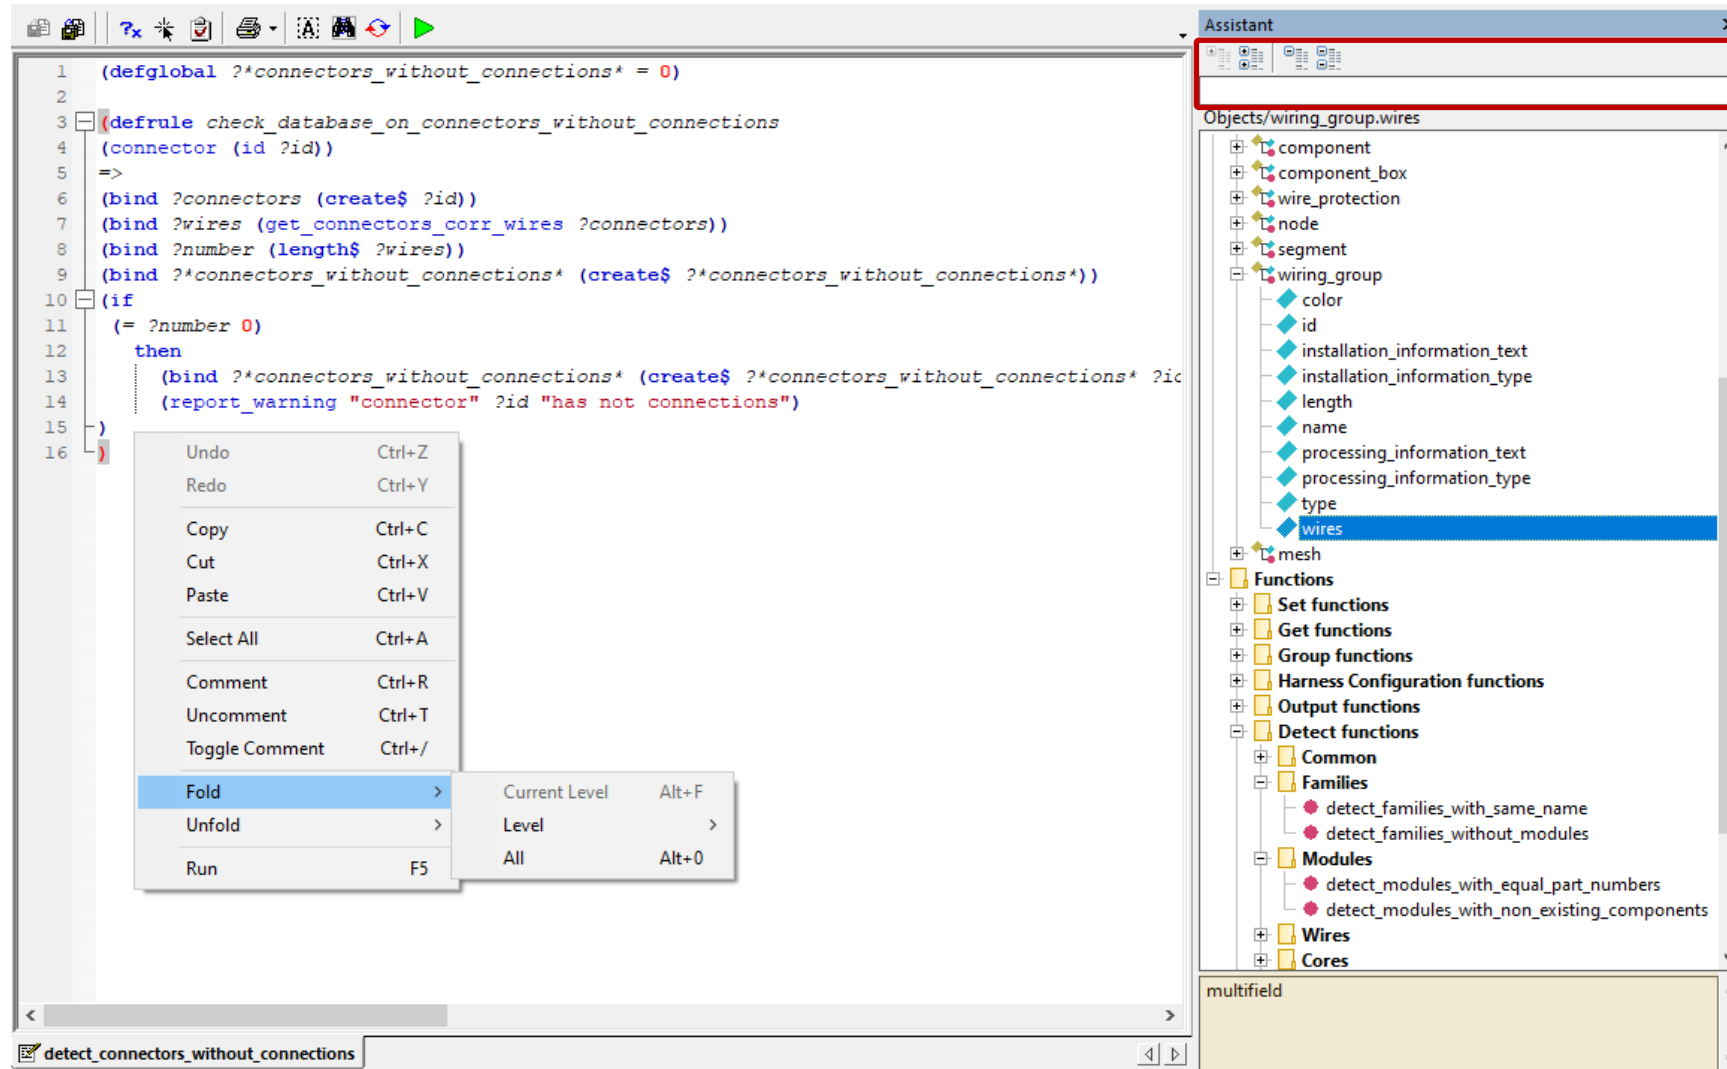 Assistant
1 (defglobal ?*connectors_without_connections* = 0)
2
3 (defrule check_database_on_connectors_without_connections
4 (connector (id ?id))
5 =>
6 (bind ?connectors (create$ ?id))
7 (bind ?wires (get_connectors_corr_wires ?connectors))
8 (bind ?number (length$ ?wires))
9 (bind ?*connectors_without_connections* (create$ ?*connectors_without_connections*))
10 (if
11 (= ?number 0)
12 then
13 (bind ?*connectors_without_connections* (create$ ?*connectors_without_connections* ?id
14 (report_warning "connector" ?id "has not connections")
15 )
16 )
Undo Ctrl+Z
Redo Ctrl+Y
Copy Ctrl+C
Cut Ctrl+X
Paste Ctrl+V
Select All Ctrl+A
Comment Ctrl+R
Uncomment Ctrl+T
Toggle Comment Ctrl+/
Fold >
Unfold >
Run F5
Current Level Alt+F
Level >
All Alt+0
detect_connectors_without_connections
Objects/wiring_group.wires
component
component_box
wire_protection
node
segment
wiring_group
color
id
installation_information_text
installation_information_type
length
name
processing_information_text
processing_information_type
type
wires
mesh
Functions
Set functions
Get functions
Group functions
Harness Configuration functions
Output functions
Detect functions
Common
Families
detect_families_with_same_name
detect_families_without_modules
Modules
detect_modules_with_equal_part_numbers
detect_modules_with_non_existing_components
Wires
Cores
multifield